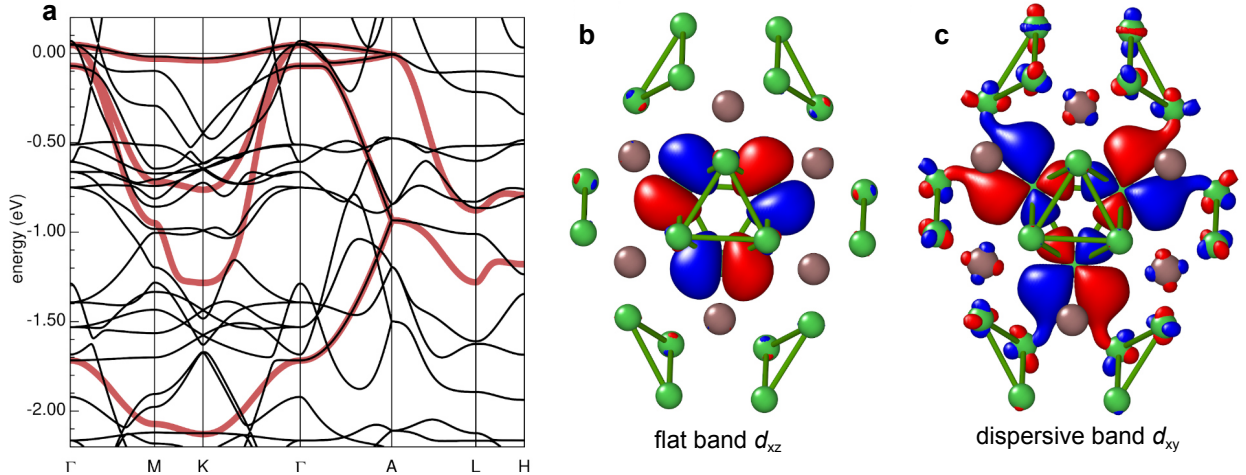 a
b
c
0.00
-0.50
-1.00
-1.50
-2.00
energy (eV)
Γ M K Γ A L H
flat band dxz
dispersive band dxy